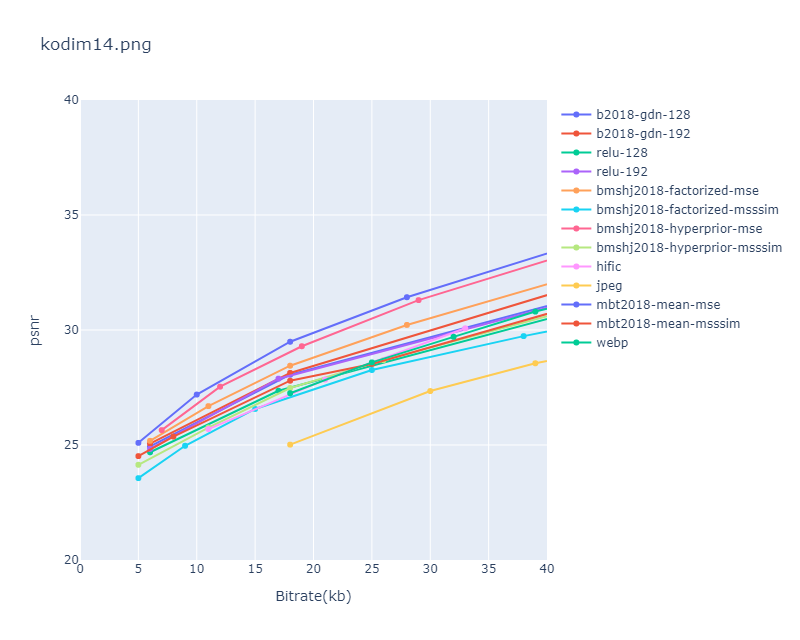 kodim14.png
40
35
30
25
20
psnr
0 5 10 15 20 25 30 35 40
Bitrate(kb)
b2018-gdn-128
b2018-gdn-192
relu-128
relu-192
bmshj2018-factorized-mse
bmshj2018-factorized-msssim
bmshj2018-hyperprior-mse
bmshj2018-hyperprior-msssim
hific
jpeg
mbt2018-mean-mse
mbt2018-mean-msssim
webp